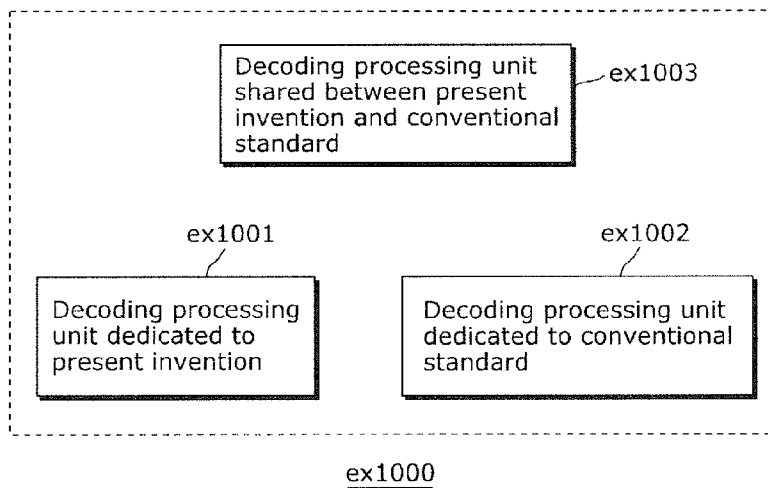 Decoding processing unit
shared between present
invention and conventional
standard
ex1003
ex1001
Decoding processing
unit dedicated to
present invention
ex1002
Decoding processing unit
dedicated to conventional
standard
ex1000